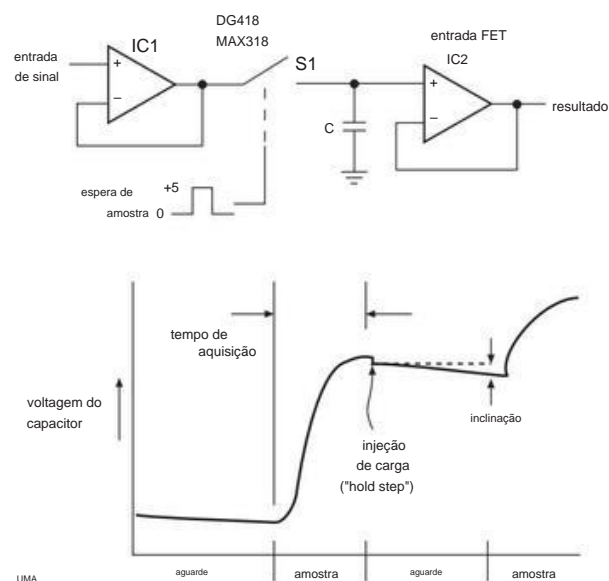 DG418
MAX318
entrada
de sinal
IC1
S1
entrada FET
IC2
+
−
+
−
C
resultado
espera de
amostra
+5
0
tempo de
aquisição
voltagem do
capacitor
injeção
de carga
("hold step")
inclinação
UMA
aguarde
amostra
aguarde
amostra